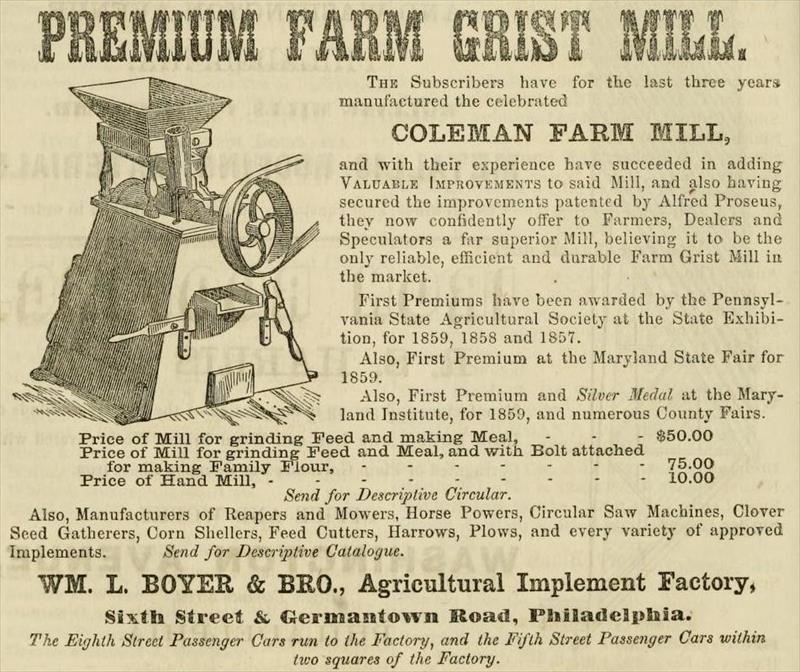 PREMIUM FARM GRIST MILL.
THE Subscribers have for the last three years
manufactured the celebrated
COLEMAN FARM MILL,
and with their experience have succeeded in adding
VALUABLE IMPROVEMENTS to said Mill, and also having
secured the improvements patented by Alfred Proseus,
they now confidently offer to Farmers, Dealers and
Speculators a far superior Mill, believing it to be the
only reliable, efficient and durable Farm Grist Mill in
the market.
First Premiums have been awarded by the Pennsyl-
vania State Agricultural Society at the State Exhibi-
tion, for 1859, 1858 and 1857.
Also, First Premium at the Maryland State Fair for
1859.
Also, First Premium and Silver Medal at the Mary-
land Institute, for 1859, and numerous County Fairs.
Price of Mill for grinding Feed and making Meal, - - - $50.00
Price of Mill for grinding Feed and Meal, and with Bolt attached
for making Family Flour, - - - - - - - 75.00
Price of Hand Mill, - - - - - - - - - 10.00
Send for Descriptive Circular.
Also, Manufacturers of Reapers and Mowers, Horse Powers, Circular Saw Machines, Clover
Seed Gatherers, Corn Shellers, Feed Cutters, Harrows, Plows, and every variety of approved
Implements. Send for Descriptive Catalogue.
WM. L. BOYER & BRO., Agricultural Implement Factory,
Sixth Street & Germantown Road, Philadelphia.
The Eighth Street Passenger Cars run to the Factory, and the Fifth Street Passenger Cars within
two squares of the Factory.